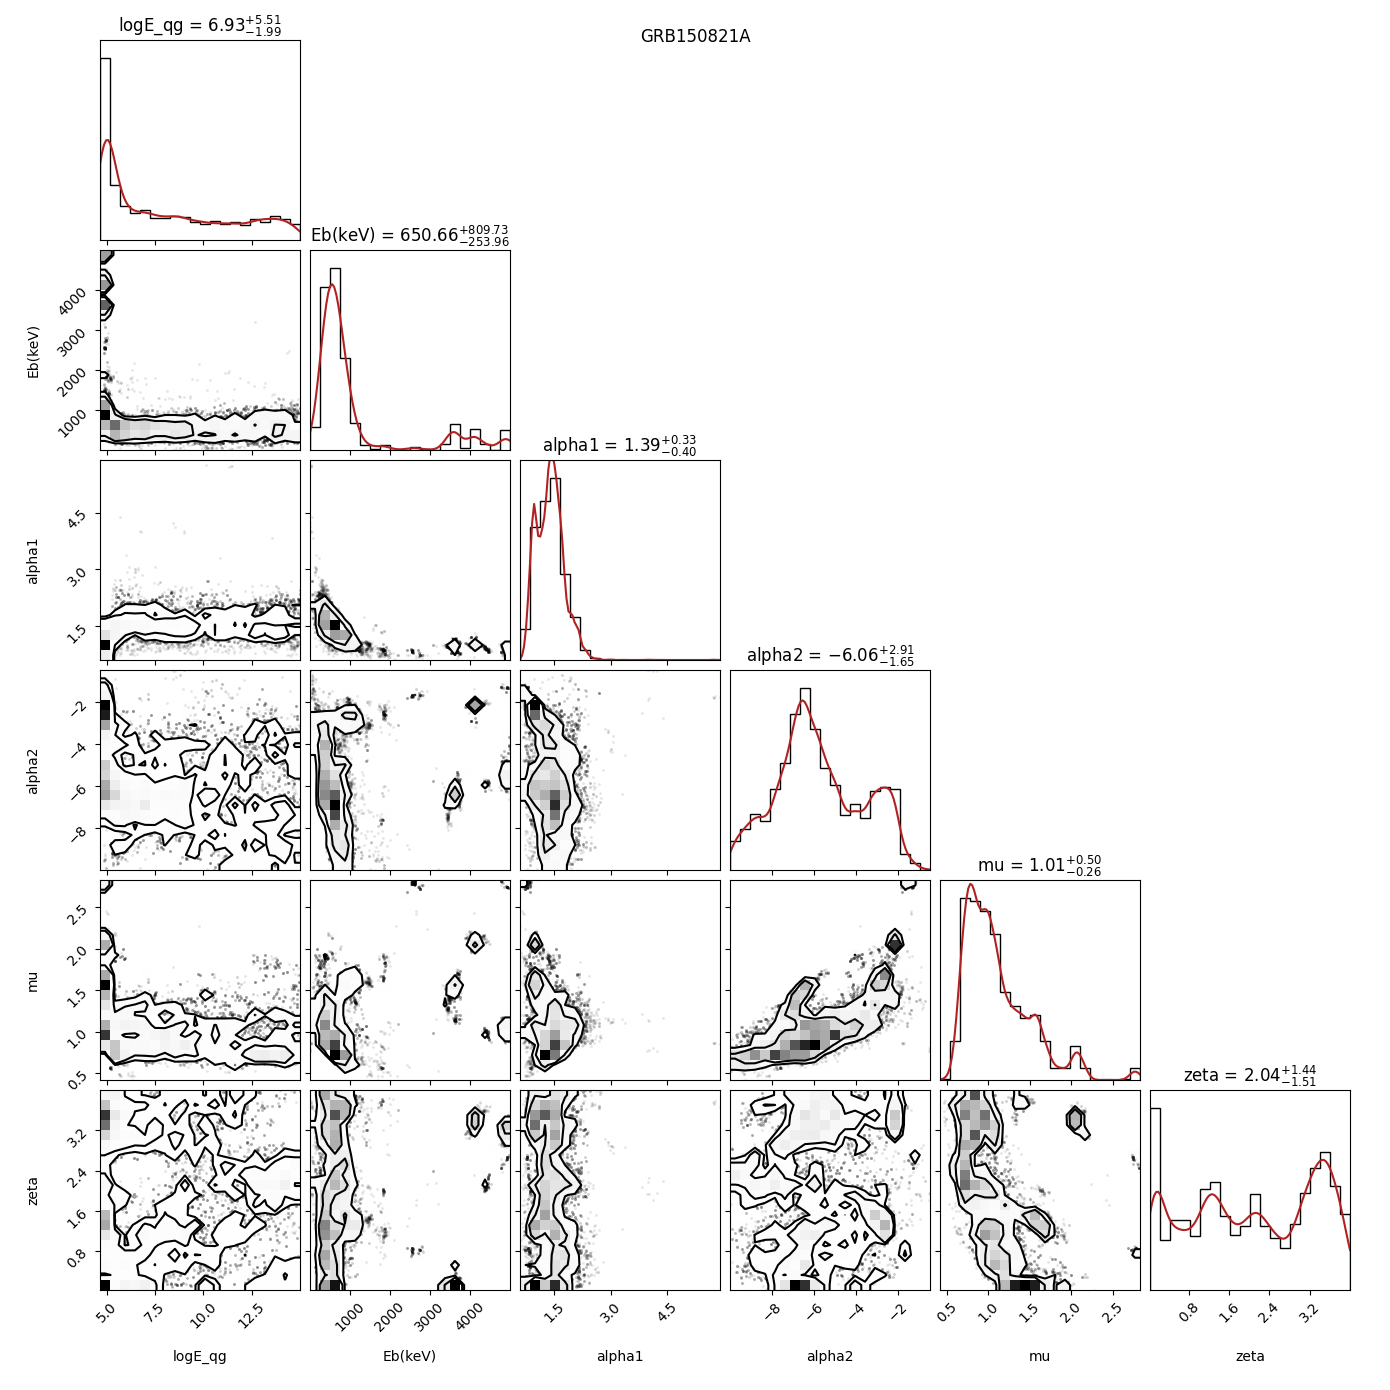 GRB150821A
logE_qg = 6.93+5.51−1.99
Eb(keV) = 650.66+809.73−253.96
Eb(keV)
4000
3000
2000
1000
alpha1 = 1.39+0.33−0.40
alpha1
4.5
3.0
1.5
alpha2 = −6.06+2.91−1.65
alpha2
−2
−4
−6
−8
mu = 1.01+0.50−0.26
mu
2.5
2.0
1.5
1.0
0.5
zeta = 2.04+1.44−1.51
zeta
3.2
2.4
1.6
0.8
5.0 7.5 10.0 12.5 1000 2000 3000 4000 1.5 3.0 4.5 −8 −6 −4 −2 0.5 1.0 1.5 2.0 2.5 0.8 1.6 2.4 3.2
logE_qg Eb(keV) alpha1 alpha2 mu zeta